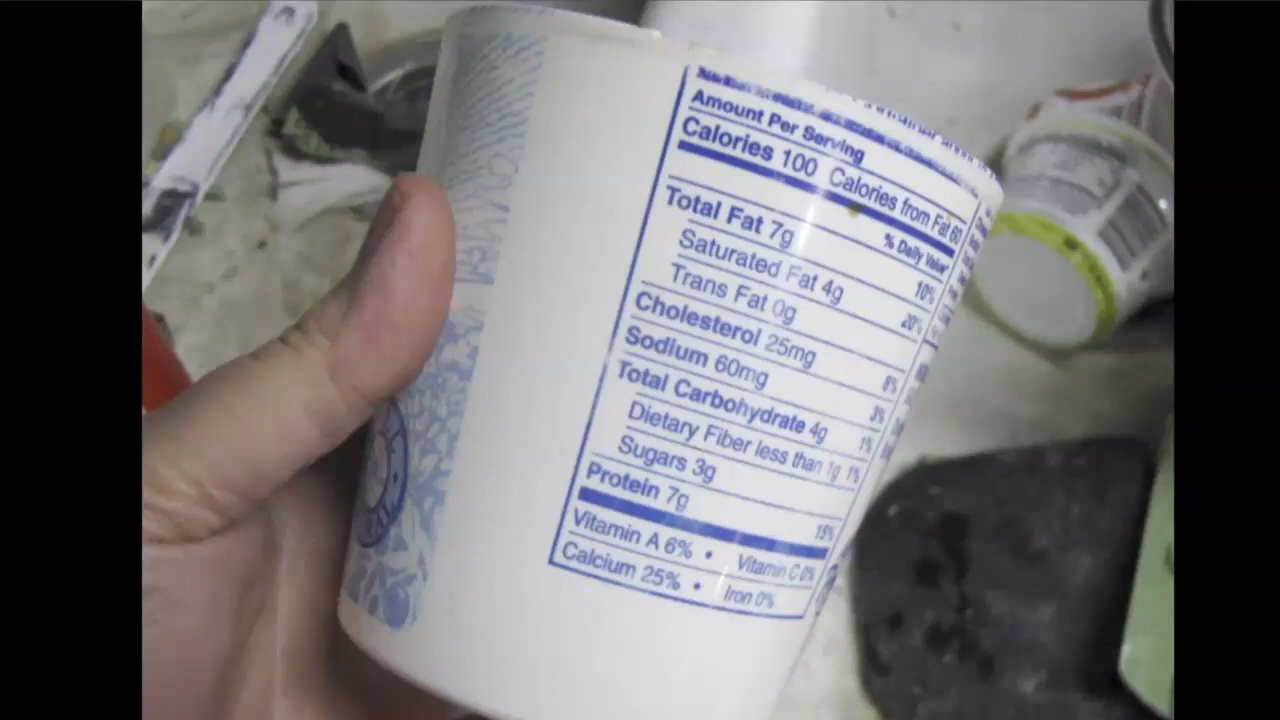 Amount Per Serving
Calories 100 Calories from Fat 60
% Daily Value*
Total Fat 7g 10%
Saturated Fat 4g 20%
Trans Fat 0g
Cholesterol 25mg 8%
Sodium 60mg 3%
Total Carbohydrate 4g 1%
Dietary Fiber less than 1g 1%
Sugars 3g
Protein 7g 15%
Vitamin A 6% • Vitamin C 0%
Calcium 25% • Iron 0%